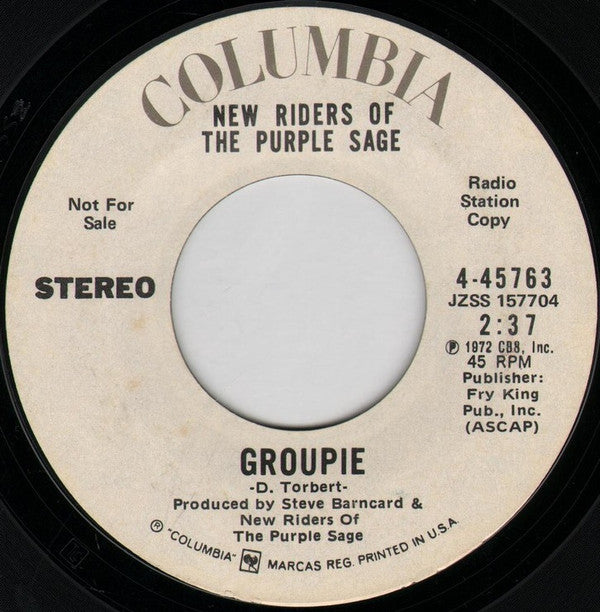 COLUMBIA
NEW RIDERS OF
THE PURPLE SAGE
Not For
Sale
Radio
Station
Copy
STEREO
4-45763
JZSS 157704
2:37
℗ 1972 CBS, Inc.
45 RPM
Publisher:
Fry King
Pub., Inc.
(ASCAP)
GROUPIE
-D. Torbert-
Produced by Steve Barncard &
New Riders Of
The Purple Sage
® "COLUMBIA" MARCAS REG. PRINTED IN U.S.A.